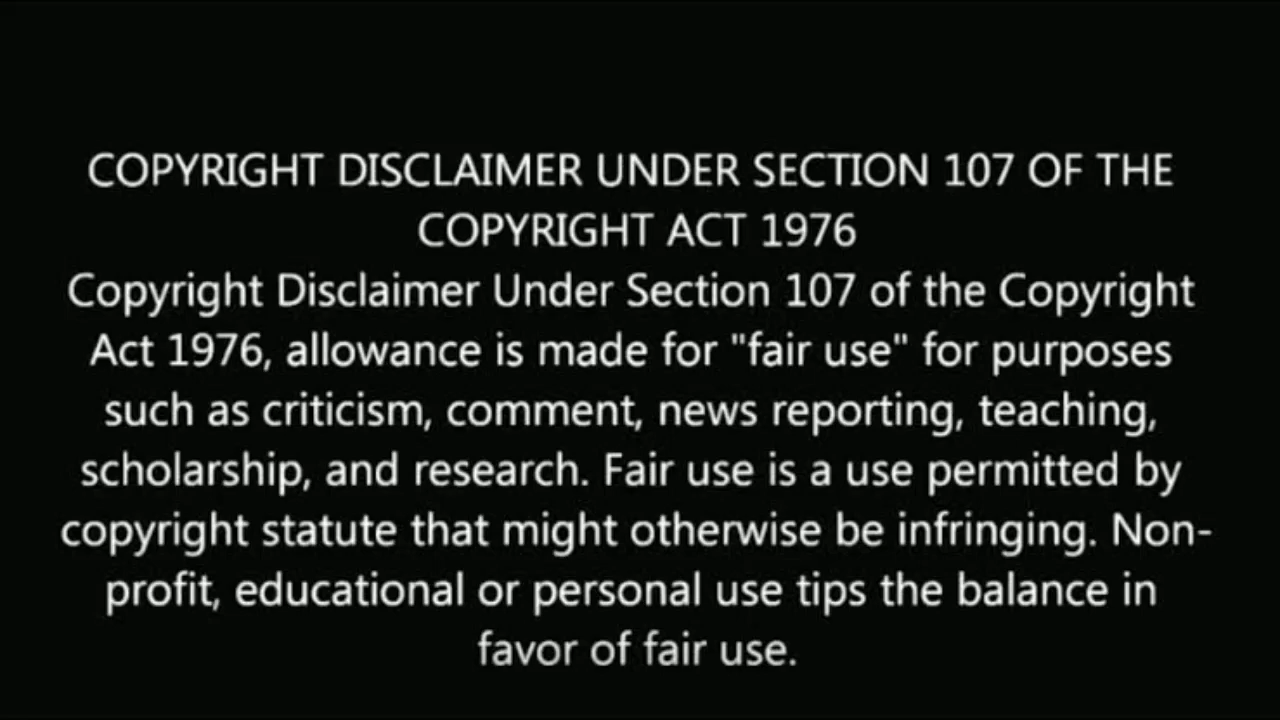 COPYRIGHT DISCLAIMER UNDER SECTION 107 OF THE
COPYRIGHT ACT 1976
Copyright Disclaimer Under Section 107 of the Copyright
Act 1976, allowance is made for "fair use" for purposes
such as criticism, comment, news reporting, teaching,
scholarship, and research. Fair use is a use permitted by
copyright statute that might otherwise be infringing. Non-
profit, educational or personal use tips the balance in
favor of fair use.